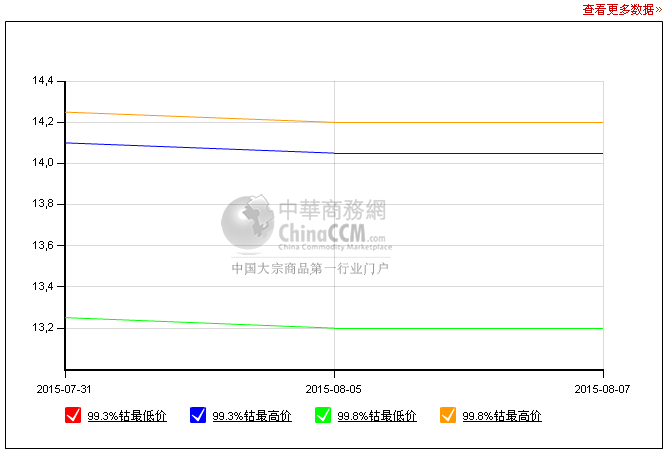 查看更多数据»
14,4
14,2
14,0
13,8
13,6
13,4
13,2
中華商務網
ChinaCCM.com
China Commodity Marketplace
中国大宗商品第一行业门户
2015-07-31 2015-08-05 2015-08-07
99.3%钴最低价 99.3%钴最高价 99.8%钴最低价 99.8%钴最高价